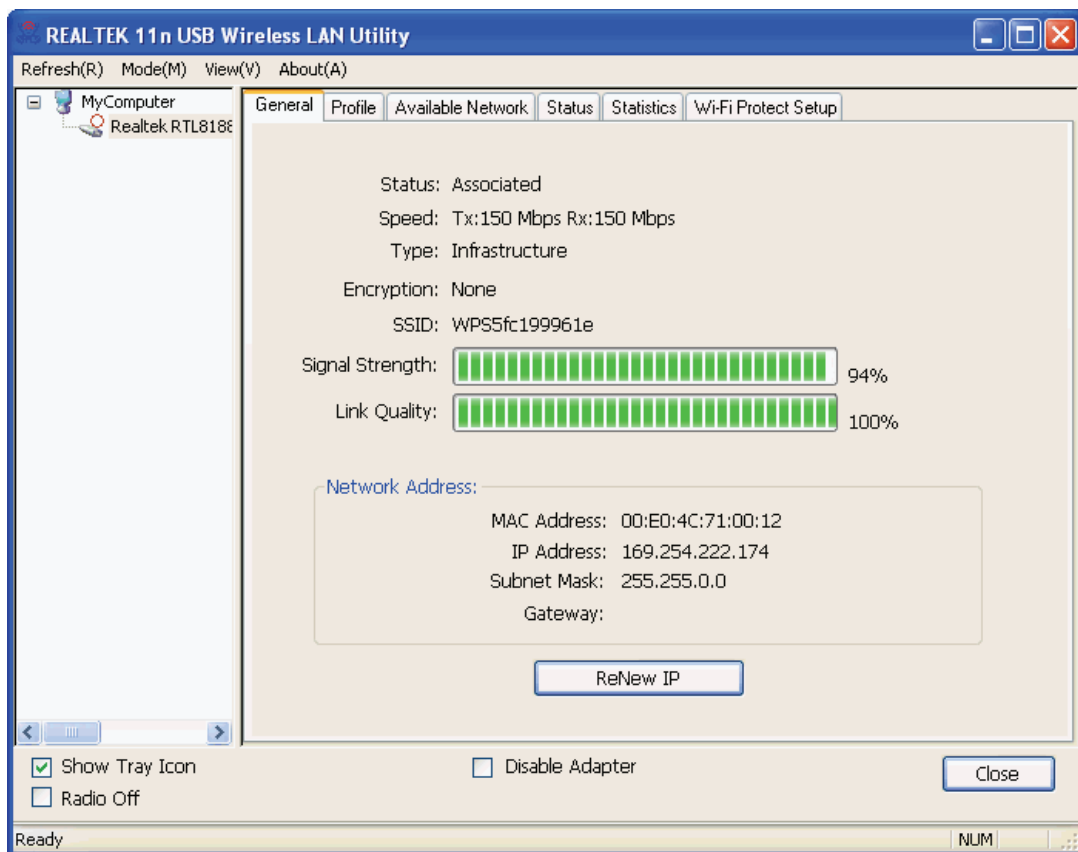 REALTEK 11n USB Wireless LAN Utility
Refresh(R) Mode(M) View(V) About(A)
MyComputer
Realtek RTL8188
General Profile Available Network Status Statistics Wi-Fi Protect Setup
Status: Associated
Speed: Tx:150 Mbps Rx:150 Mbps
Type: Infrastructure
Encryption: None
SSID: WPS5fc199961e
Signal Strength: 94%
Link Quality: 100%
Network Address:
MAC Address: 00:E0:4C:71:00:12
IP Address: 169.254.222.174
Subnet Mask: 255.255.0.0
Gateway:
ReNew IP
Show Tray Icon Disable Adapter Close
Radio Off
Ready NUM